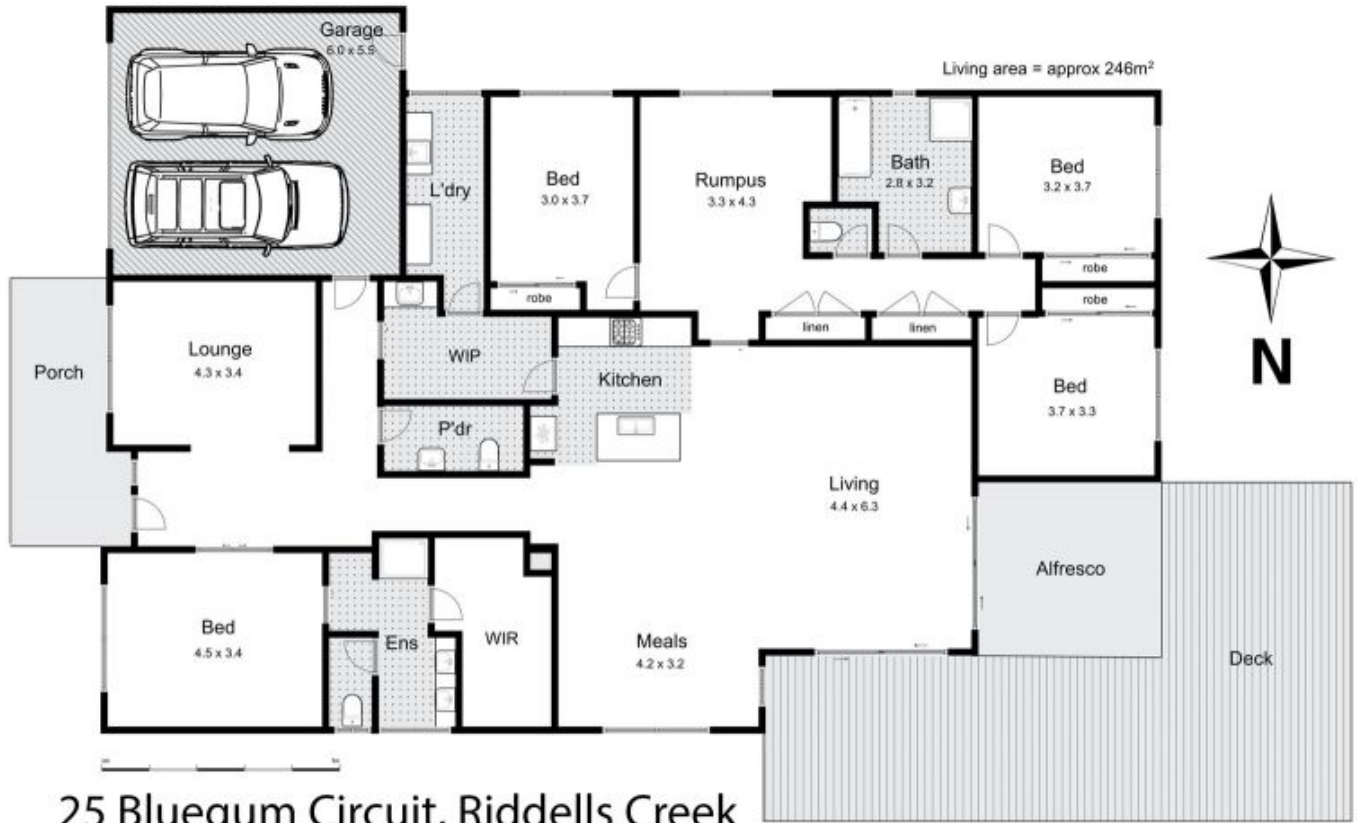 Garage
6.0 x 5.5
Living area = approx 246m²
L'dry
Bed
3.0 x 3.7
Rumpus
3.3 x 4.3
Bath
2.8 x 3.2
Bed
3.2 x 3.7
robe
robe
robe
linen
linen
N
Porch
Lounge
4.3 x 3.4
WIP
Kitchen
Bed
3.7 x 3.3
P'dr
Living
4.4 x 6.3
Alfresco
Bed
4.5 x 3.4
Ens
WIR
Meals
4.2 x 3.2
Deck
25 Bluegum Circuit, Riddells Creek